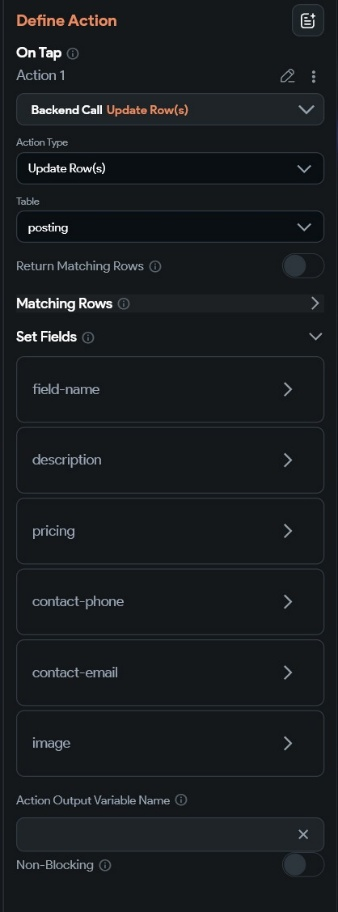 Define Action
On Tap
Action 1
Backend Call Update Row(s)
Action Type
Update Row(s)
Table
posting
Return Matching Rows
Matching Rows
Set Fields
field-name
description
pricing
contact-phone
contact-email
image
Action Output Variable Name
Non-Blocking